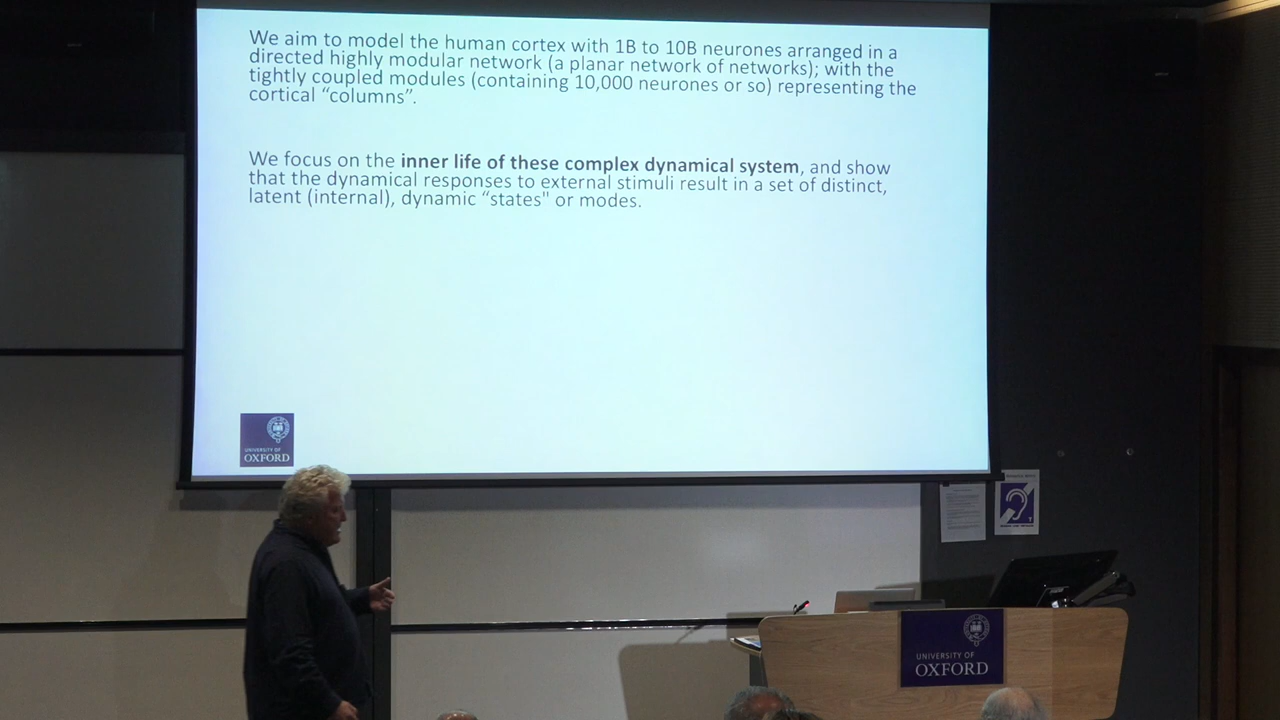 We aim to model the human cortex with 1B to 10B neurones arranged in a
directed highly modular network (a planar network of networks); with the
tightly coupled modules (containing 10,000 neurones or so) representing the
cortical “columns”.
We focus on the inner life of these complex dynamical system, and show
that the dynamical responses to external stimuli result in a set of distinct,
latent (internal), dynamic “states" or modes.
UNIVERSITY OF
OXFORD
UNIVERSITY OF
OXFORD